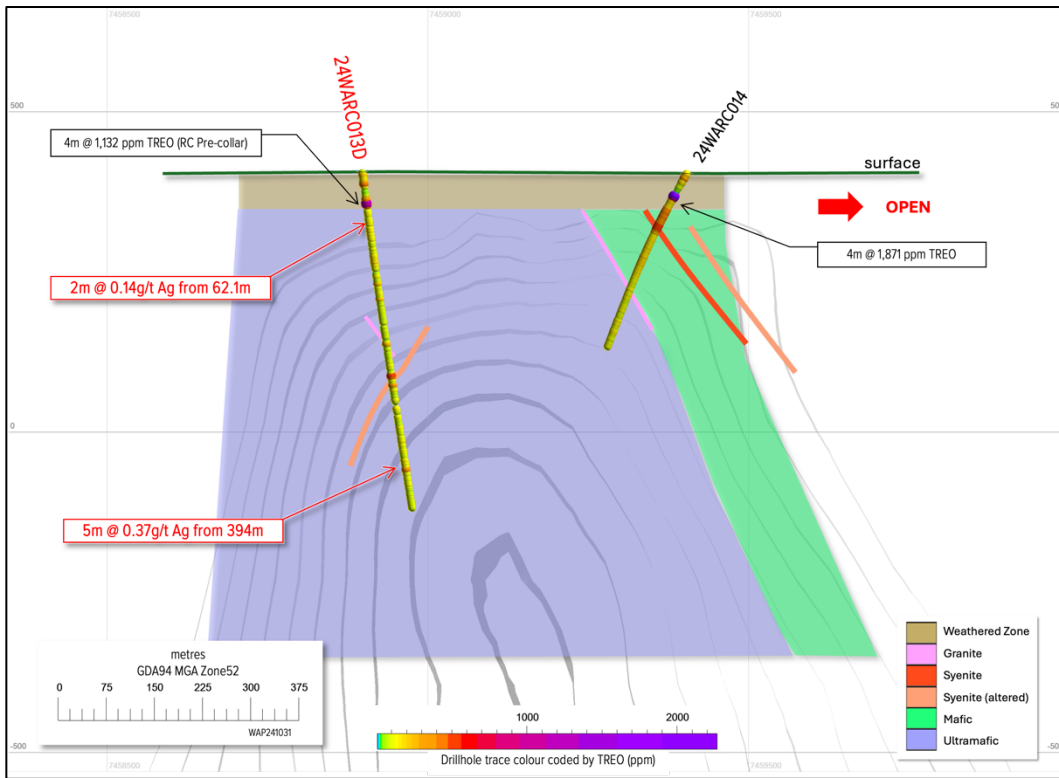 7458500
7459000
7459500
500
50
24WARC013D
24WARC014
4m @ 1,132 ppm TREO (RC Pre-collar)
surface
OPEN
4m @ 1,871 ppm TREO
2m @ 0.14g/t Ag from 62.1m
0
0
5m @ 0.37g/t Ag from 394m
metres
GDA94 MGA Zone52
0 75 150 225 300 375
WAP241031
Weathered Zone
Granite
Syenite
Syenite (altered)
Mafic
Ultramafic
1000 2000
Drillhole trace colour coded by TREO (ppm)
-500
-50
7458500
7459500